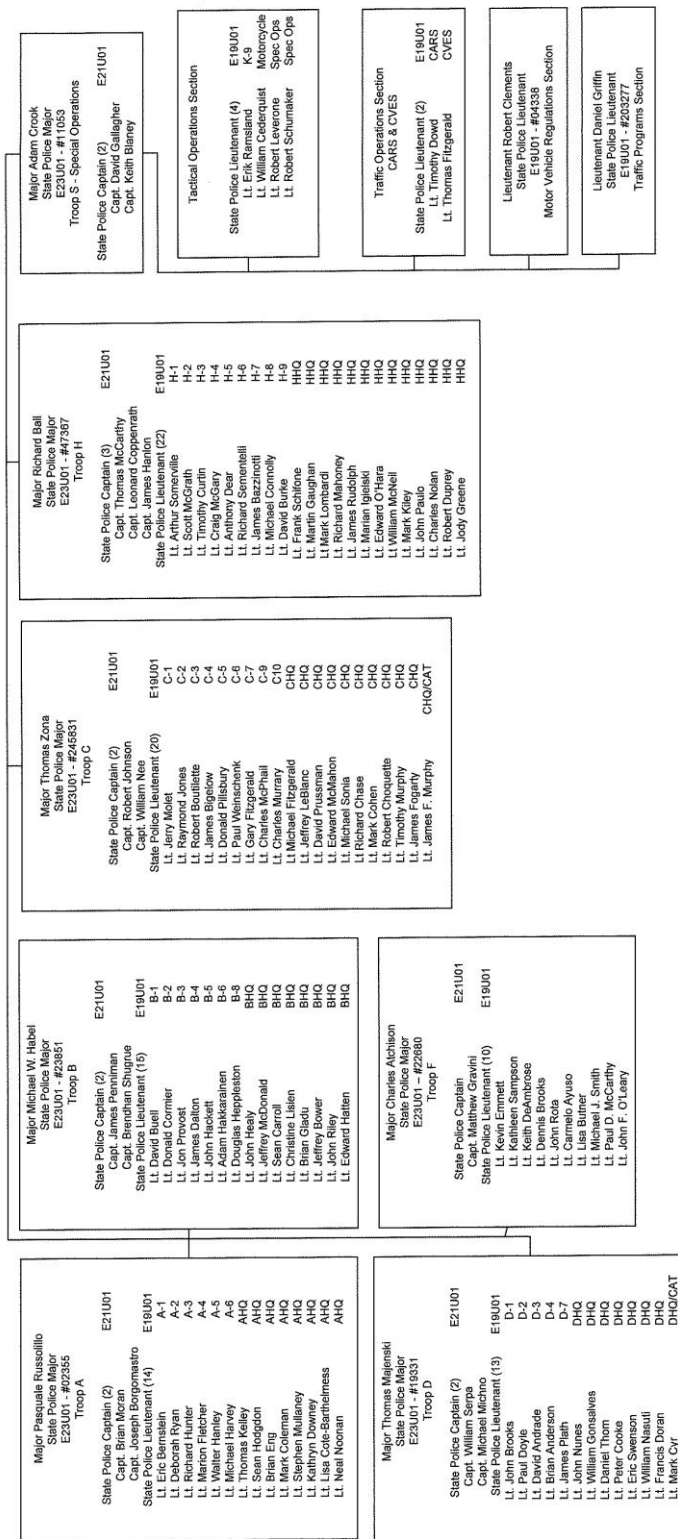 Major Pasquale Russolillo
State Police Major
E23U01 - #02355
Troop A
State Police Captain (2) E21U01
Capt. Brian Moran
Capt. Joseph Borgomastro
State Police Lieutenant (14) E19U01
Lt. Eric Bernstein A-1
Lt. Deborah Ryan A-2
Lt. Richard Hunter A-3
Lt. Marion Fletcher A-4
Lt. Walter Hanley A-5
Lt. Michael Harvey A-6
Lt. Thomas Kelley AHQ
Lt. Sean Hodgdon AHQ
Lt. Brian Eng AHQ
Lt. Mark Coleman AHQ
Lt. Stephen Mullaney AHQ
Lt. Kathryn Downey AHQ
Lt. Lisa Cote-Barthelmess AHQ
Lt. Neal Noonan AHQ
Major Michael W. Habel
State Police Major
E23U01 - #23851
Troop B
State Police Captain (2) E21U01
Capt. James Penniman
Capt. Brendhan Shugrue
State Police Lieutenant (15) E19U01
Lt. David Buell B-1
Lt. Donald Cormier B-2
Lt. Jon Provost B-3
Lt. James Dalton B-4
Lt. John Hackett B-5
Lt. Adam Hakkarainen B-6
Lt. Douglas Heppleston B-8
Lt. John Healy BHQ
Lt. Jeffrey McDonald BHQ
Lt. Sean Carroll BHQ
Lt. Christine Lisien BHQ
Lt. Brian Gladu BHQ
Lt. Jeffrey Bower BHQ
Lt. John Riley BHQ
Lt. Edward Hatten BHQ
Major Thomas Zona
State Police Major
E23U01 - #245831
Troop C
State Police Captain (2) E21U01
Capt. Robert Johnson
Capt. William Nee
State Police Lieutenant (20) E19U01
Lt. Jerry Molet C-1
Lt. Raymond Jones C-2
Lt. Robert Boutilette C-3
Lt. James Bigelow C-4
Lt. Donald Pillsbury C-5
Lt. Paul Weinschenk C-6
Lt. Gary Fitzgerald C-7
Lt. Charles McPhail C-9
Lt. Charles Murrary C10
Lt Michael Fitzgerald CHQ
Lt. Jeffrey LeBlanc CHQ
Lt. David Prussman CHQ
Lt. Edward McMahon CHQ
Lt. Michael Sonia CHQ
Lt Richard Chase CHQ
Lt. Mark Cohen CHQ
Lt. Robert Choquette CHQ
Lt. Timothy Murphy CHQ
Lt. James Fogarty CHQ
Lt. James F. Murphy CHQ/CAT
Major Richard Ball
State Police Major
E23U01 - #47367
Troop H
State Police Captain (3) E21U01
Capt. Thomas McCarthy
Capt. Leonard Coppenrath
Capt. James Hanlon
State Police Lieutenant (22) E19U01
Lt. Arthur Somerville H-1
Lt. Scott McGrath H-2
Lt. Timothy Curtin H-3
Lt. Craig McGary H-4
Lt. Anthony Dear H-5
Lt. Richard Sementelli H-6
Lt. James Bazzinotti H-7
Lt. Michael Connolly H-8
Lt. David Burke H-9
Lt. Frank Schifone HHQ
Lt. Martin Gaughan HHQ
Lt Mark Lombardi HHQ
Lt. Richard Mahoney HHQ
Lt. James Rudolph HHQ
Lt. Marian Igielski HHQ
Lt. Edward O'Hara HHQ
Lt William McNeil HHQ
Lt. Mark Kiley HHQ
Lt. John Paulo HHQ
Lt. Charles Nolan HHQ
Lt. Robert Duprey HHQ
Lt. Jody Greene HHQ
Major Adem Crook
State Police Major
E23U01 - #11053
Troop S - Special Operations
State Police Captain (2) E21U01
Capt. David Gallagher
Capt. Keith Blaney
Tactical Operations Section
State Police Lieutenant (4) E19U01
Lt. Erik Ramsland K-9
Lt. William Cederquist Motorcycle
Lt. Robert Leverone Spec Ops
Lt. Robert Schumaker Spec Ops
Traffic Operations Section
CARS & CVES
State Police Lieutenant (2) E19U01
Lt. Timothy Dowd CARS
Lt. Thomas Fitzgerald CVES
Lieutenant Robert Clements
State Police Lieutenant
E19U01 - #04338
Motor Vehicle Regulations Section
Lieutenant Daniel Griffin
State Police Lieutenant
E19U01 - #203277
Traffic Programs Section
Major Thomas Majenski
State Police Major
E23U01 - #19331
Troop D
State Police Captain (2) E21U01
Capt. William Serpa
Capt. Michael Michno
State Police Lieutenant (13) E19U01
Lt. John Brooks D-1
Lt. Paul Doyle D-2
Lt. David Andrade D-3
Lt. Brian Anderson D-4
Lt. James Plath D-7
Lt. John Nunes DHQ
Lt. William Gonsalves DHQ
Lt. Daniel Thom DHQ
Lt. Peter Cooke DHQ
Lt. Eric Swenson DHQ
Lt. William Nasuti DHQ
Lt. Francis Doran DHQ
Lt. Mark Cyr DHQ/CAT
Major Charles Atchison
State Police Major
E23U01 – #22680
Troop F
State Police Captain E21U01
Capt. Matthew Gravini
State Police Lieutenant (10) E19U01
Lt. Kevin Emmett
Lt. Kathleen Sampson
Lt. Keith DeAmbrose
Lt. Dennis Brooks
Lt. John Rota
Lt. Carmelo Ayuso
Lt. Lisa Butner
Lt. Michael J. Smith
Lt. Paul D. McCarthy
Lt. John F. O'Leary